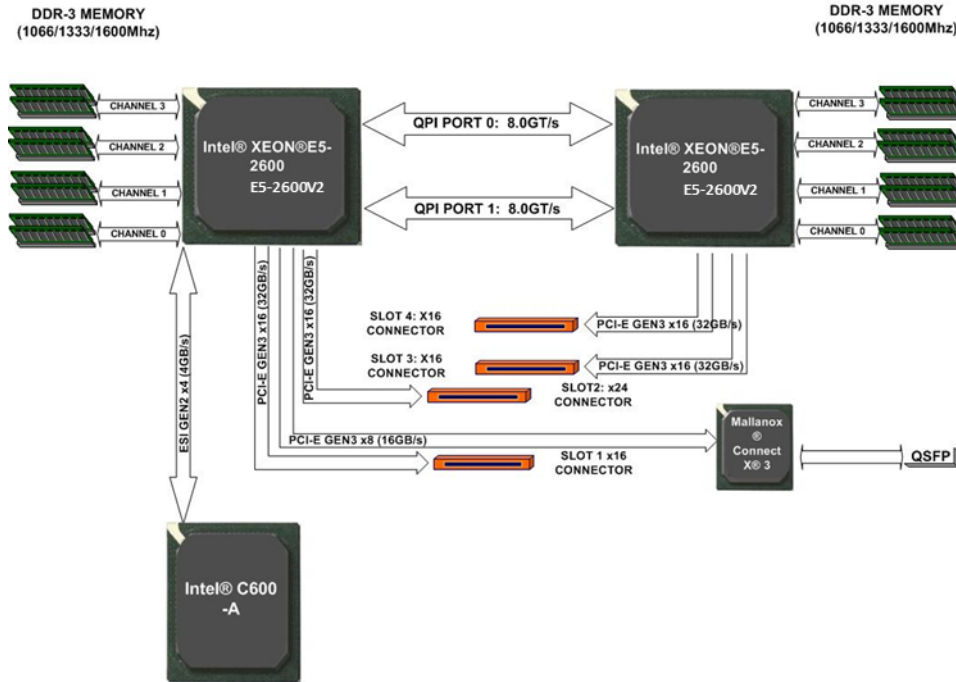 DDR-3 MEMORY
(1066/1333/1600Mhz)
DDR-3 MEMORY
(1066/1333/1600Mhz)
CHANNEL 3
CHANNEL 2
CHANNEL 1
CHANNEL 0
Intel® XEON®E5-
2600
E5-2600V2
QPI PORT 0: 8.0GT/s
QPI PORT 1: 8.0GT/s
Intel® XEON®E5-
2600
E5-2600V2
CHANNEL 3
CHANNEL 2
CHANNEL 1
CHANNEL 0
ESI GEN2 x4 (4GB/s)
PCI-E GEN3 x16 (32GB/s)
PCI-E GEN3 x16 (32GB/s)
SLOT 4: X16
CONNECTOR
PCI-E GEN3 x16 (32GB/s)
SLOT 3: X16
CONNECTOR
PCI-E GEN3 x16 (32GB/s)
SLOT2: x24
CONNECTOR
PCI-E GEN3 x8 (16GB/s)
SLOT 1 x16
CONNECTOR
Mallanox
®
Connect
X® 3
QSFP
Intel® C600
-A